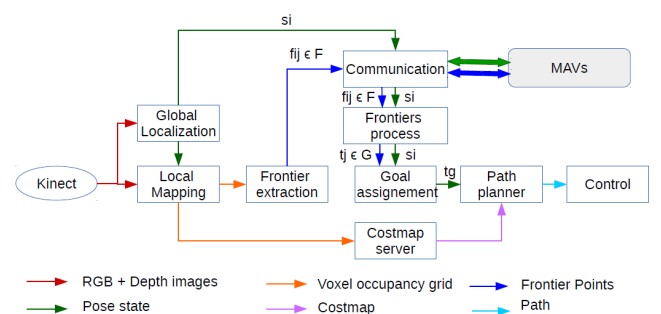 si
fij ϵ F
Communication
MAVs
fij ϵ F
si
Global
Localization
Frontiers
process
tj ϵ G
si
Kinect
Local
Mapping
Frontier
extraction
Goal
assignement
tg
Path
planner
Control
Costmap
server
RGB + Depth images
Voxel occupancy grid
Frontier Points
Pose state
Costmap
Path